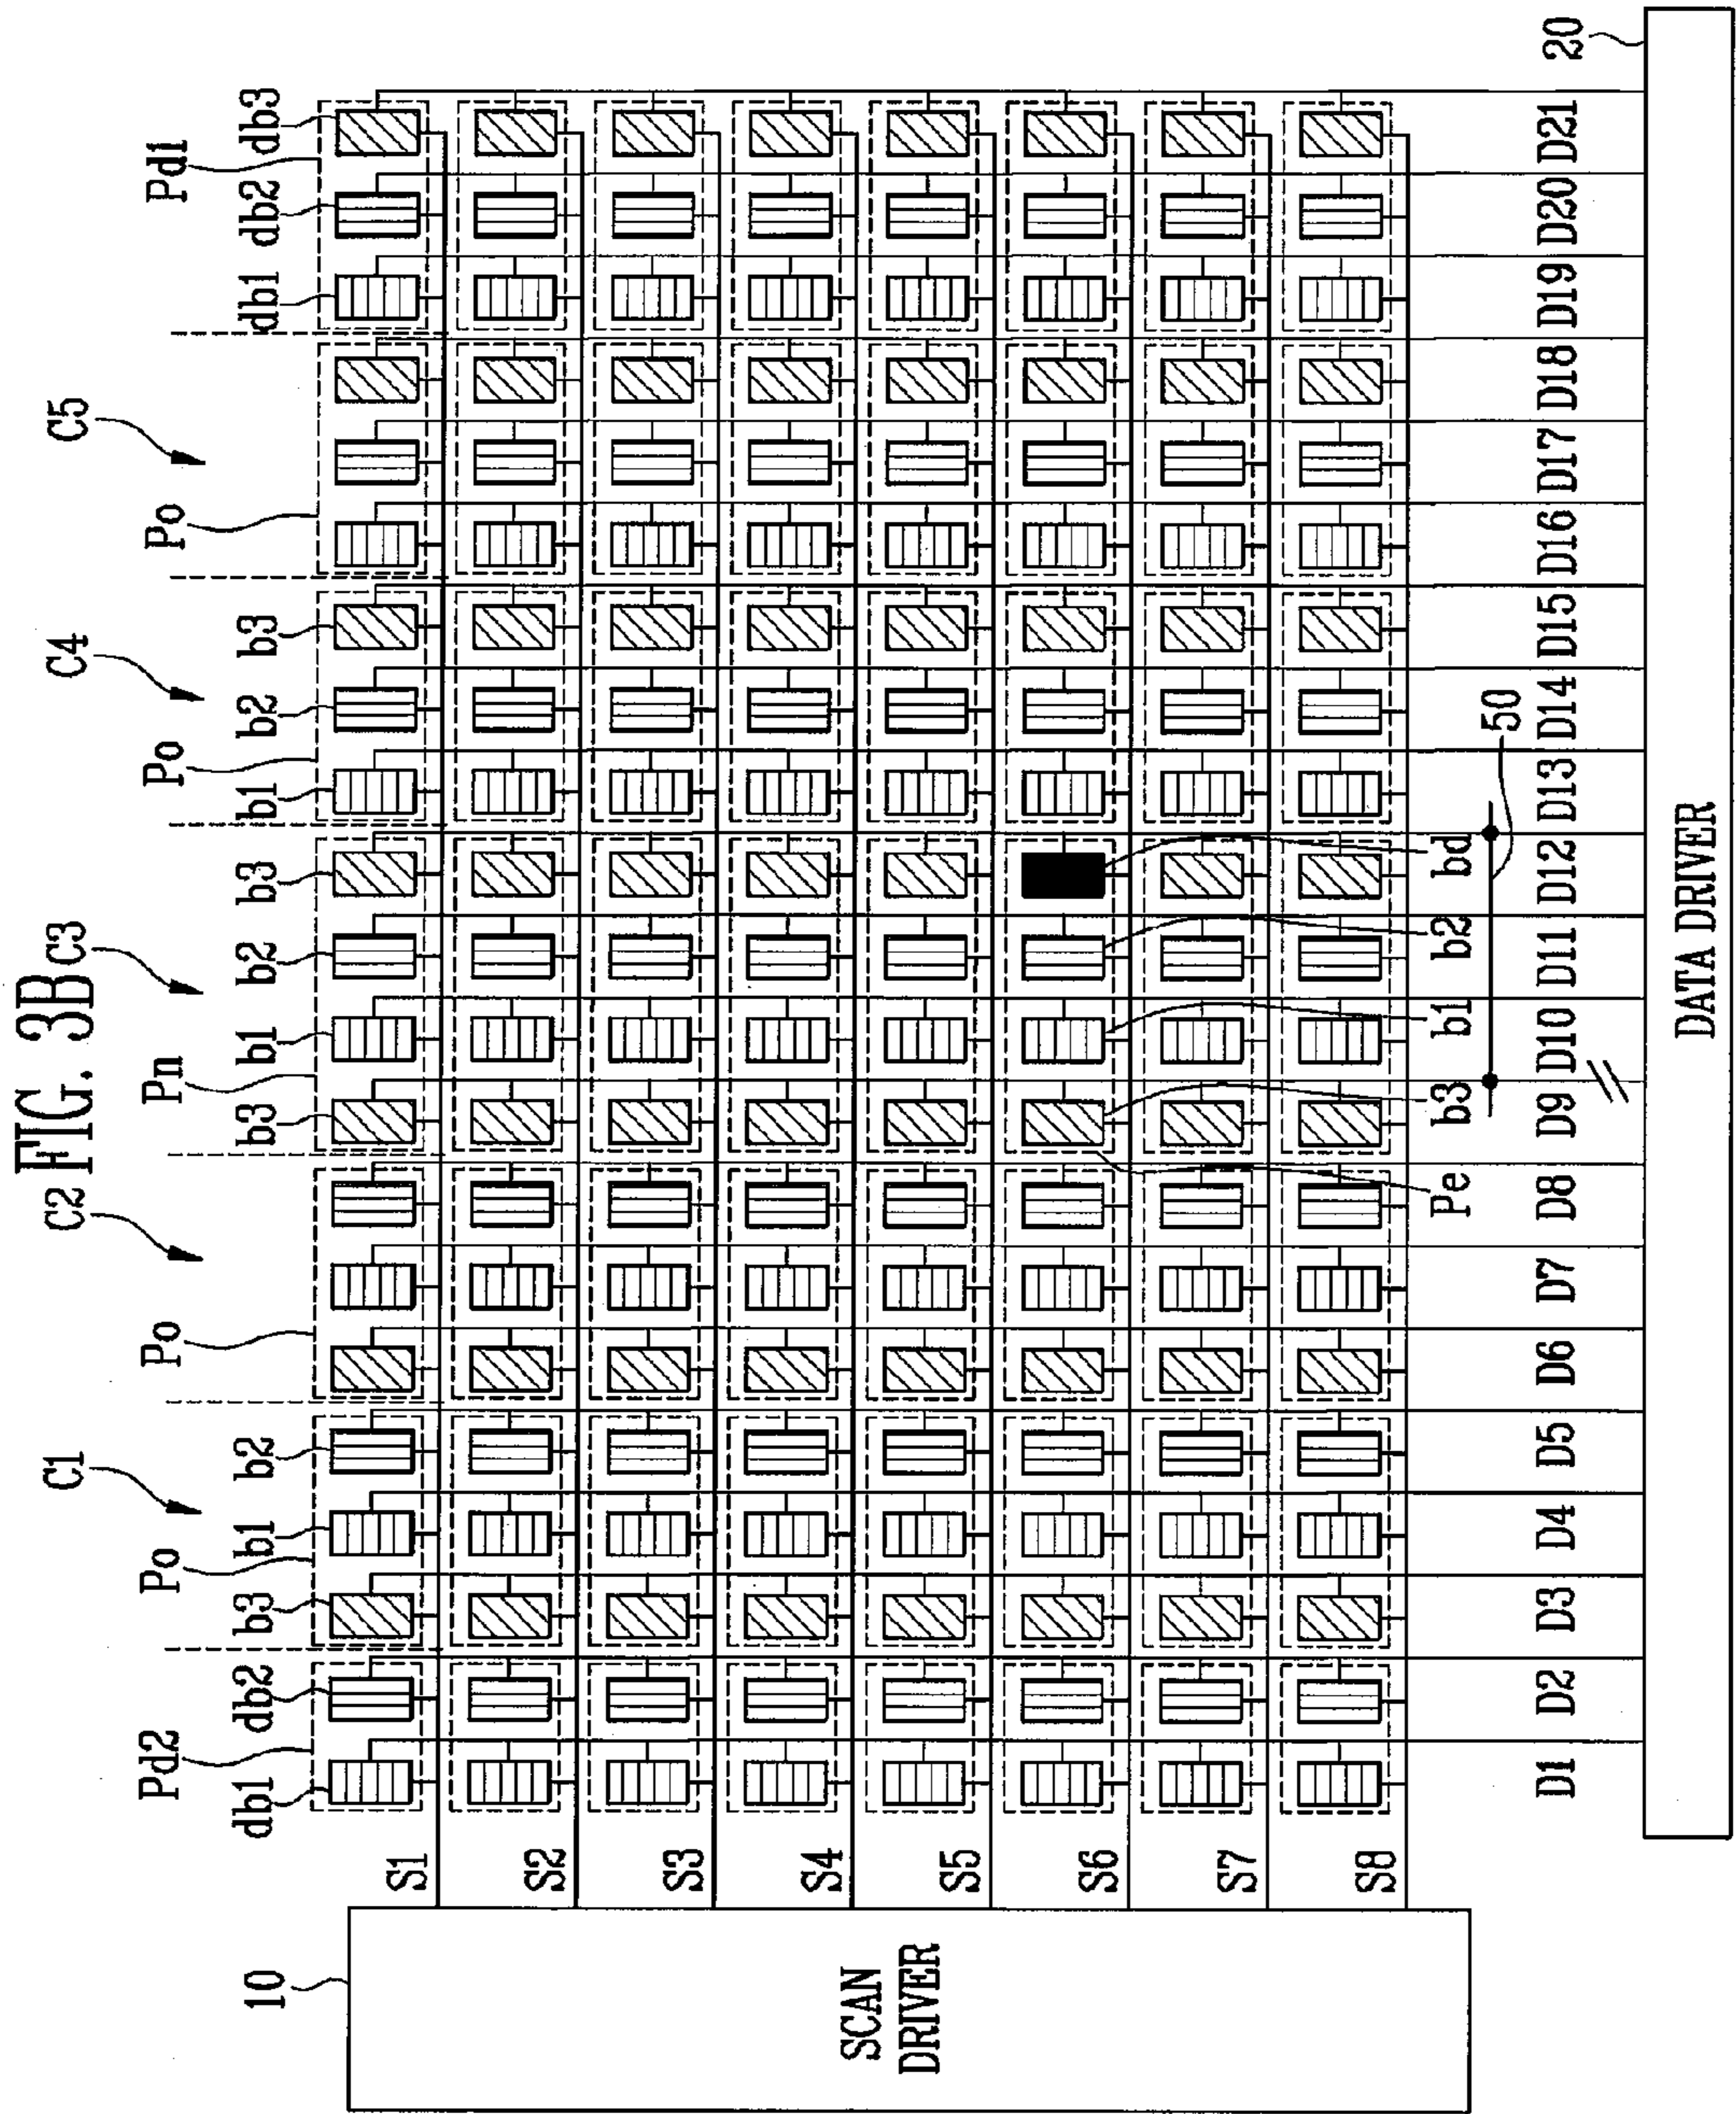 FIG. 3B
C1 C2 C3 C4 C5
Pd2 Po Po Pn Po Po Pd1
db1 db2 b3 b1 b2 b3 b1 b2 b3 b1 b2 b3 db1 db2 db3
10
SCAN
DRIVER
S1
S2
S3
S4
S5
S6
S7
S8
Pe b3 b1 b2 bd
50
D1 D2 D3 D4 D5 D6 D7 D8 D9 D10 D11 D12 D13 D14 D15 D16 D17 D18 D19 D20 D21
20
DATA DRIVER